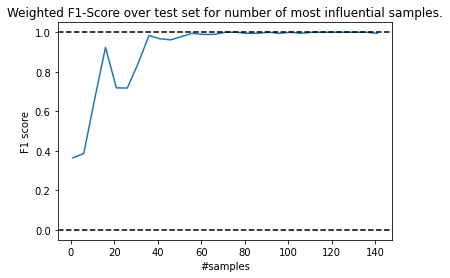 Weighted F1-Score over test set for number of most influential samples.
1.0
0.8
0.6
0.4
0.2
0.0
F1 score
0 20 40 60 80 100 120 140
#samples